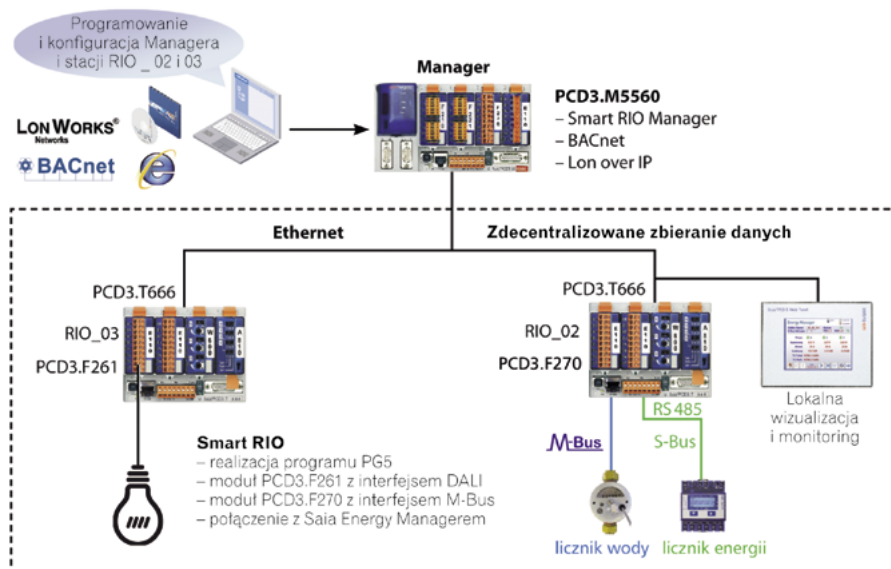 Programowanie
i konfiguracja Managera
i stacji RIO _ 02 i 03
LONWORKS®
Networks
BACnet
Manager
PCD3.M5560
– Smart RIO Manager
– BACnet
– Lon over IP
Ethernet
Zdecentralizowane zbieranie danych
PCD3.T666
RIO_03
PCD3.F261
PCD3.T666
RIO_02
PCD3.F270
Smart RIO
– realizacja programu PG5
– moduł PCD3.F261 z interfejsem DALI
– moduł PCD3.F270 z interfejsem M-Bus
– połączenie z Saia Energy Managerem
M-Bus
RS 485
S-Bus
licznik wody
licznik energii
Energy Manager
Lokalna
wizualizacja
i monitoring